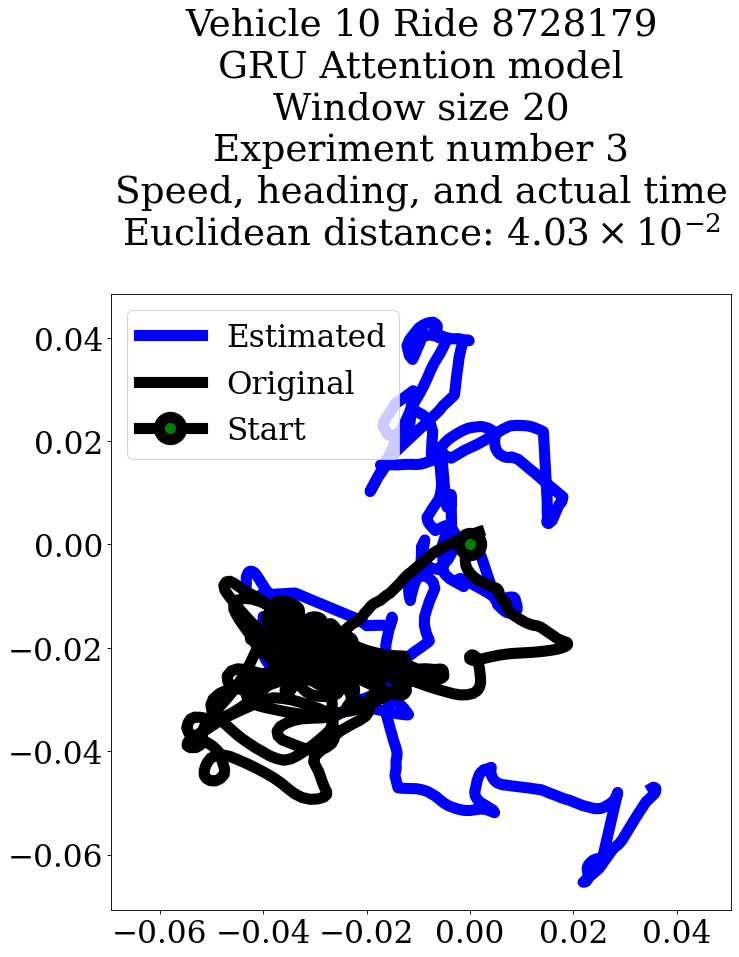 Vehicle 10 Ride 8728179
GRU Attention model
Window size 20
Experiment number 3
Speed, heading, and actual time
Euclidean distance: 4.03 × 10⁻²
Estimated
Original
Start
0.04
0.02
0.00
−0.02
−0.04
−0.06
−0.06 −0.04 −0.02 0.00 0.02 0.04